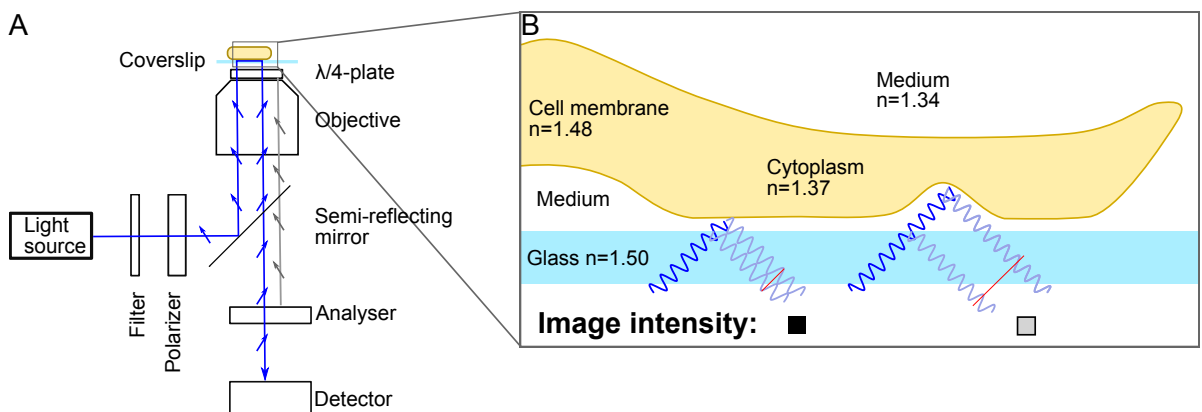 A
Coverslip
λ/4-plate
Objective
Semi-reflecting
mirror
Light
source
Filter
Polarizer
Analyser
Detector
B
Medium
n=1.34
Cell membrane
n=1.48
Cytoplasm
n=1.37
Medium
Glass n=1.50
Image intensity: